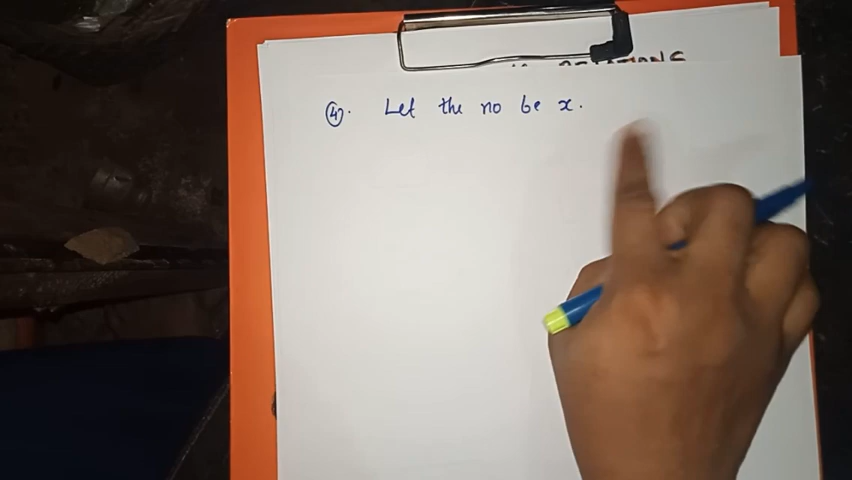 ④. Let the no be x.